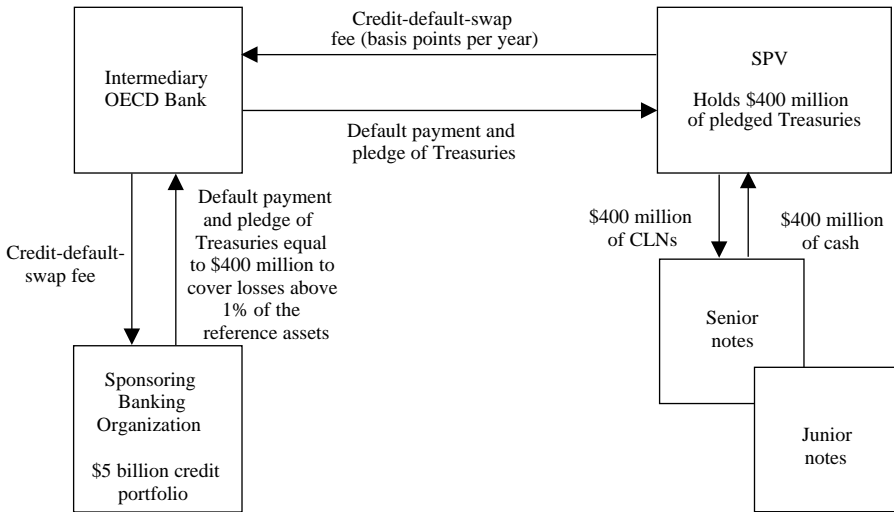 Credit-default-swap
fee (basis points per year)
Intermediary
OECD Bank
SPV
Holds $400 million
of pledged Treasuries
Default payment and
pledge of Treasuries
Credit-default-
swap fee
Default payment
and pledge of
Treasuries equal
to $400 million to
cover losses above
1% of the
reference assets
$400 million
of CLNs
$400 million
of cash
Senior
notes
Junior
notes
Sponsoring
Banking
Organization
$5 billion credit
portfolio